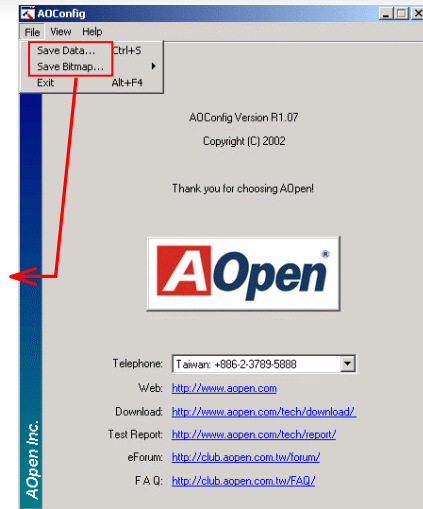 AOConfig
File View Help
Save Data... Ctrl+S
Save Bitmap...
Exit Alt+F4
AOConfig Version R1.07
Copyright (C) 2002
Thank you for choosing AOpen!
AOpen®
Telephone: Taiwan: +886-2-3789-5888
Web: http://www.aopen.com
Download: http://www.aopen.com/tech/download/
Test Report: http://www.aopen.com/tech/report/
eForum: http://club.aopen.com.tw/forum/
F A Q: http://club.aopen.com.tw/FAQ/
AOpen Inc.